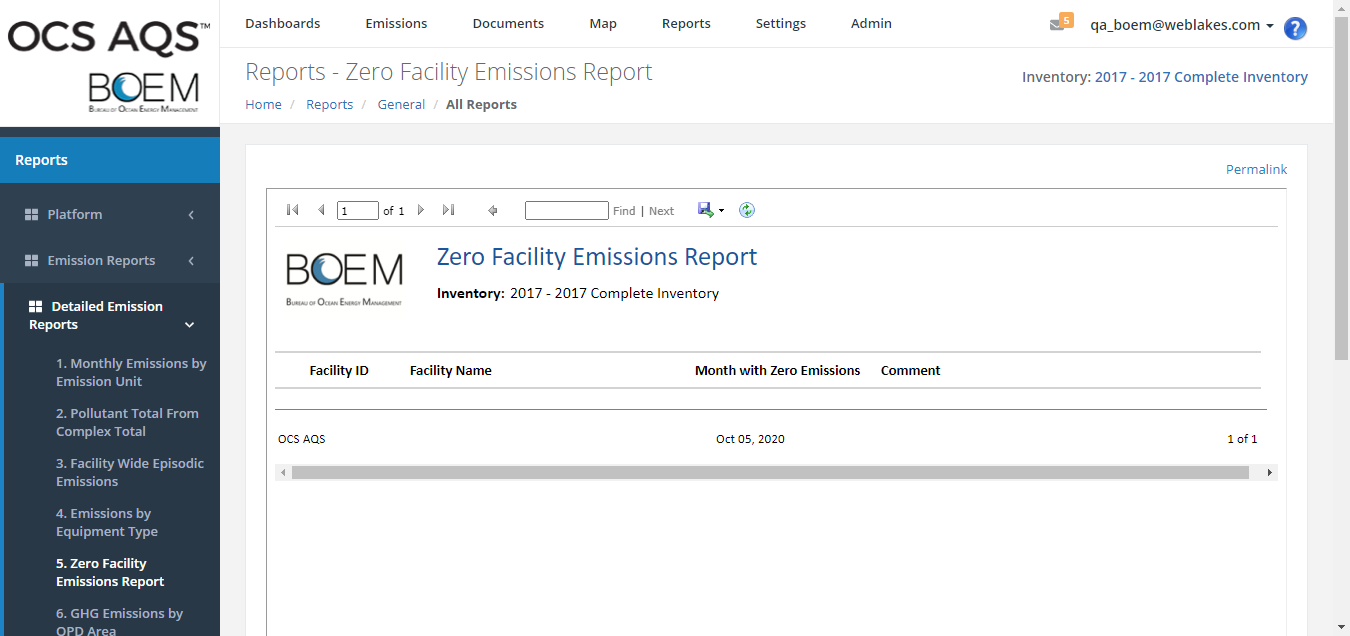 OCS AQS™
BOEM
BUREAU OF OCEAN ENERGY MANAGEMENT
Dashboards Emissions Documents Map Reports Settings Admin
5 qa_boem@weblakes.com ?
Reports - Zero Facility Emissions Report
Inventory: 2017 - 2017 Complete Inventory
Home / Reports / General / All Reports
Reports
Platform
Emission Reports
Detailed Emission
Reports
1. Monthly Emissions by
Emission Unit
2. Pollutant Total From
Complex Total
3. Facility Wide Episodic
Emissions
4. Emissions by
Equipment Type
5. Zero Facility
Emissions Report
6. GHG Emissions by
OPD Area
Permalink
1 of 1 Find | Next
BOEM
BUREAU OF OCEAN ENERGY MANAGEMENT
Zero Facility Emissions Report
Inventory: 2017 - 2017 Complete Inventory
Facility ID Facility Name Month with Zero Emissions Comment
OCS AQS Oct 05, 2020 1 of 1